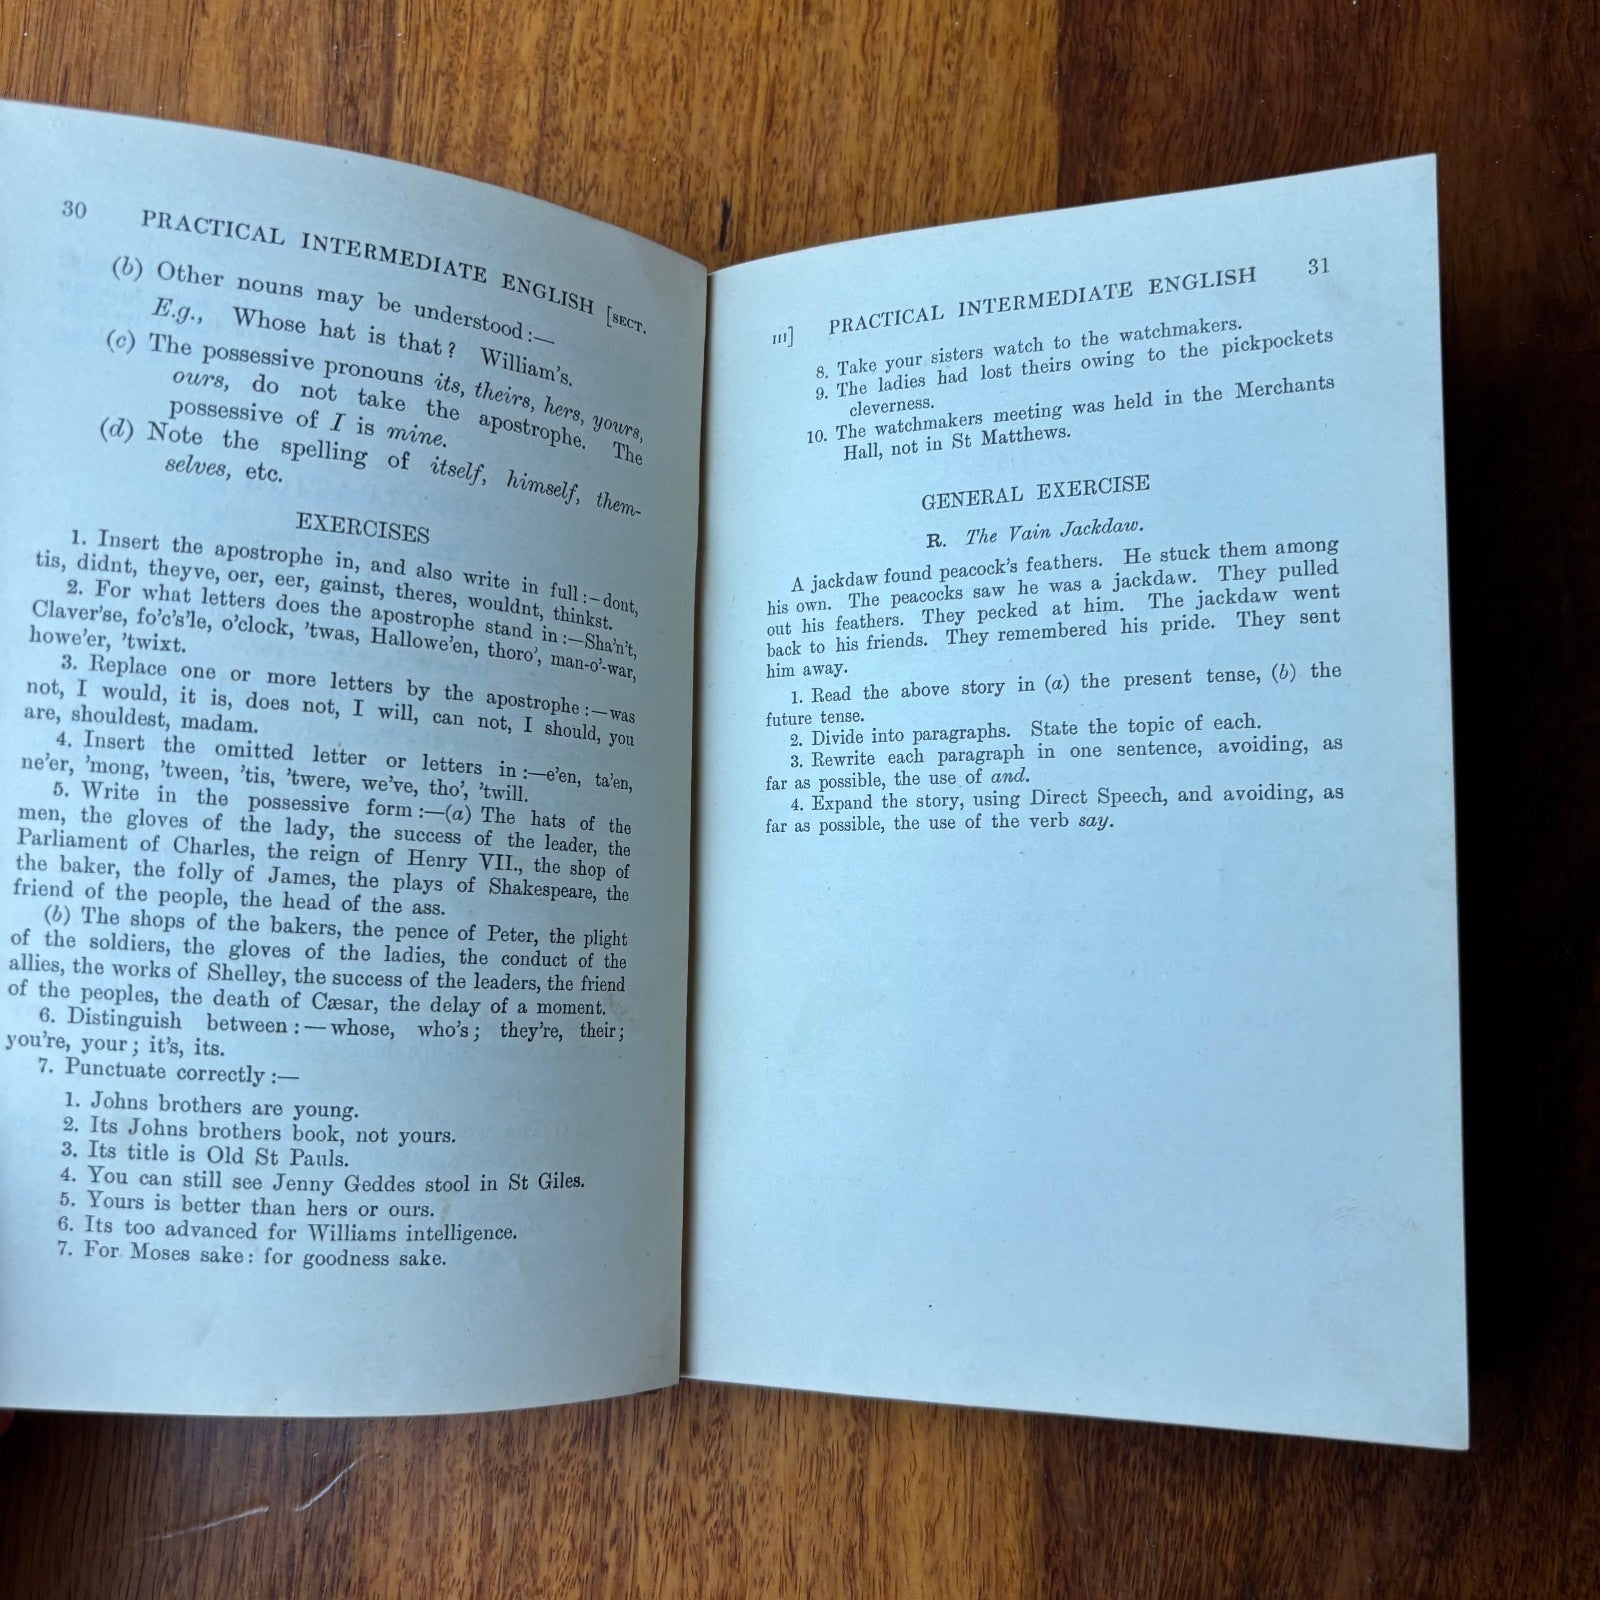 30 PRACTICAL INTERMEDIATE ENGLISH [SECT.
(b) Other nouns may be understood:—
E.g., Whose hat is that? William's.
(c) The possessive pronouns its, theirs, hers, yours,
ours, do not take the apostrophe. The
possessive of I is mine.
(d) Note the spelling of itself, himself, them-
selves, etc.
EXERCISES
1. Insert the apostrophe in, and also write in full:—dont,
tis, didnt, theyve, oer, eer, gainst, theres, wouldnt, thinkst.
2. For what letters does the apostrophe stand in:—Sha'n't,
Claver'se, fo'c's'le, o'clock, 'twas, Hallowe'en, thoro', man-o'-war,
howe'er, 'twixt.
3. Replace one or more letters by the apostrophe:—was
not, I would, it is, does not, I will, can not, I should, you
are, shouldest, madam.
4. Insert the omitted letter or letters in:—e'en, ta'en,
ne'er, 'mong, 'tween, 'tis, 'twere, we've, tho', 'twill.
5. Write in the possessive form:—(a) The hats of the
men, the gloves of the lady, the success of the leader, the
Parliament of Charles, the reign of Henry VII., the shop of
the baker, the folly of James, the plays of Shakespeare, the
friend of the people, the head of the ass.
(b) The shops of the bakers, the pence of Peter, the plight
of the soldiers, the gloves of the ladies, the conduct of the
allies, the works of Shelley, the success of the leaders, the friend
of the peoples, the death of Cæsar, the delay of a moment.
6. Distinguish between:—whose, who's; they're, their;
you're, your; it's, its.
7. Punctuate correctly:—
1. Johns brothers are young.
2. Its Johns brothers book, not yours.
3. Its title is Old St Pauls.
4. You can still see Jenny Geddes stool in St Giles.
5. Yours is better than hers or ours.
6. Its too advanced for Williams intelligence.
7. For Moses sake: for goodness sake.
III] PRACTICAL INTERMEDIATE ENGLISH 31
8. Take your sisters watch to the watchmakers.
9. The ladies had lost theirs owing to the pickpockets
cleverness.
10. The watchmakers meeting was held in the Merchants
Hall, not in St Matthews.
GENERAL EXERCISE
R. The Vain Jackdaw.
A jackdaw found peacock's feathers. He stuck them among
his own. The peacocks saw he was a jackdaw. They pulled
out his feathers. They pecked at him. The jackdaw went
back to his friends. They remembered his pride. They sent
him away.
1. Read the above story in (a) the present tense, (b) the
future tense.
2. Divide into paragraphs. State the topic of each.
3. Rewrite each paragraph in one sentence, avoiding, as
far as possible, the use of and.
4. Expand the story, using Direct Speech, and avoiding, as
far as possible, the use of the verb say.